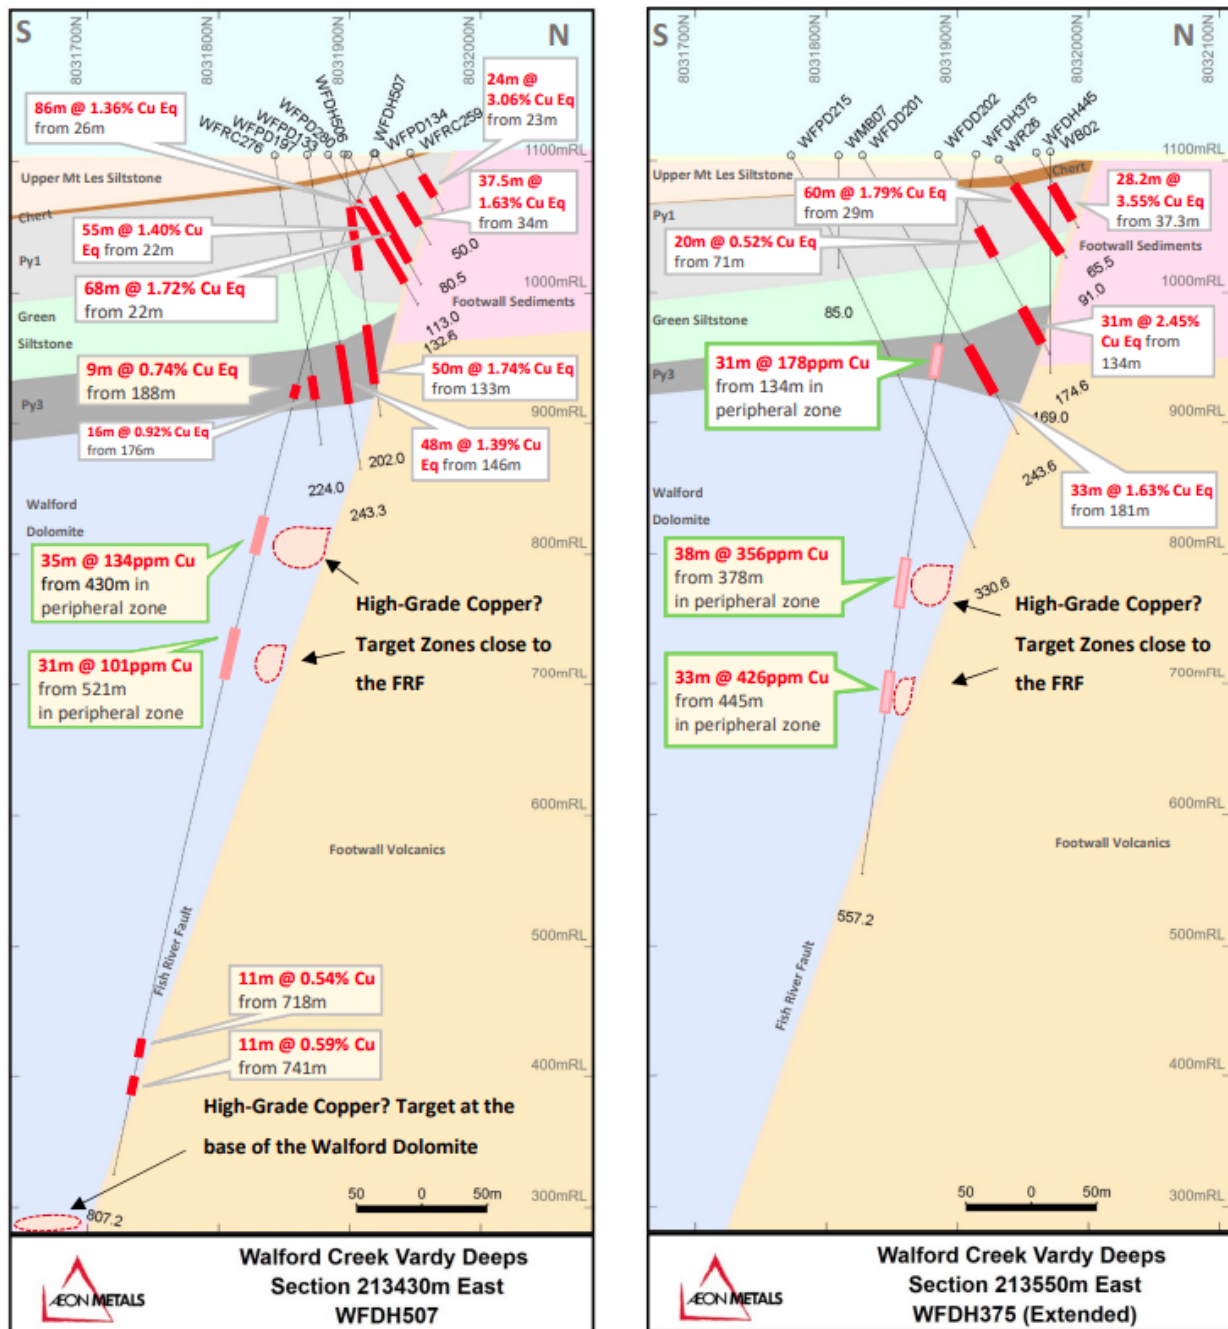 S
N
8031700N
8031800N
8031900N
8032000N
86m @ 1.36% Cu Eq
from 26m
24m @
3.06% Cu Eq
from 23m
WFRC276
WFPD197
WFPD133
WFPD280
WFDH506
WFDH507
WFPD134
WFRC259
1100mRL
Upper Mt Les Siltstone
37.5m @
1.63% Cu Eq
from 34m
Chert
55m @ 1.40% Cu
Eq from 22m
Py1
50.0
68m @ 1.72% Cu Eq
from 22m
80.5
1000mRL
Footwall Sediments
Green
Siltstone
113.0
132.6
9m @ 0.74% Cu Eq
from 188m
50m @ 1.74% Cu Eq
from 133m
Py3
900mRL
16m @ 0.92% Cu Eq
from 176m
48m @ 1.39% Cu
Eq from 146m
202.0
224.0
243.3
Walford
Dolomite
800mRL
35m @ 134ppm Cu
from 430m in
peripheral zone
High-Grade Copper?
Target Zones close to
the FRF
31m @ 101ppm Cu
from 521m
in peripheral zone
700mRL
600mRL
Footwall Volcanics
500mRL
Fish River Fault
11m @ 0.54% Cu
from 718m
11m @ 0.59% Cu
from 741m
400mRL
High-Grade Copper? Target at the
base of the Walford Dolomite
50 0 50m
300mRL
807.2
AEON METALS
Walford Creek Vardy Deeps
Section 213430m East
WFDH507
S
N
8031700N
8031800N
8031900N
8032000N
8032100N
WFPD215
WMB07
WFDD201
WFDD202
WFDH375
WR26
WFDH445
WB02
1100mRL
Upper Mt Les Siltstone
Chert
60m @ 1.79% Cu Eq
from 29m
28.2m @
3.55% Cu Eq
from 37.3m
Py1
20m @ 0.52% Cu Eq
from 71m
Footwall Sediments
65.5
1000mRL
91.0
85.0
Green Siltstone
31m @ 2.45%
Cu Eq from
134m
31m @ 178ppm Cu
from 134m in
peripheral zone
Py3
174.6
169.0
900mRL
243.6
33m @ 1.63% Cu Eq
from 181m
Walford
Dolomite
800mRL
38m @ 356ppm Cu
from 378m
in peripheral zone
330.6
High-Grade Copper?
Target Zones close to
the FRF
33m @ 426ppm Cu
from 445m
in peripheral zone
700mRL
600mRL
Footwall Volcanics
557.2
500mRL
Fish River Fault
400mRL
50 0 50m
300mRL
AEON METALS
Walford Creek Vardy Deeps
Section 213550m East
WFDH375 (Extended)